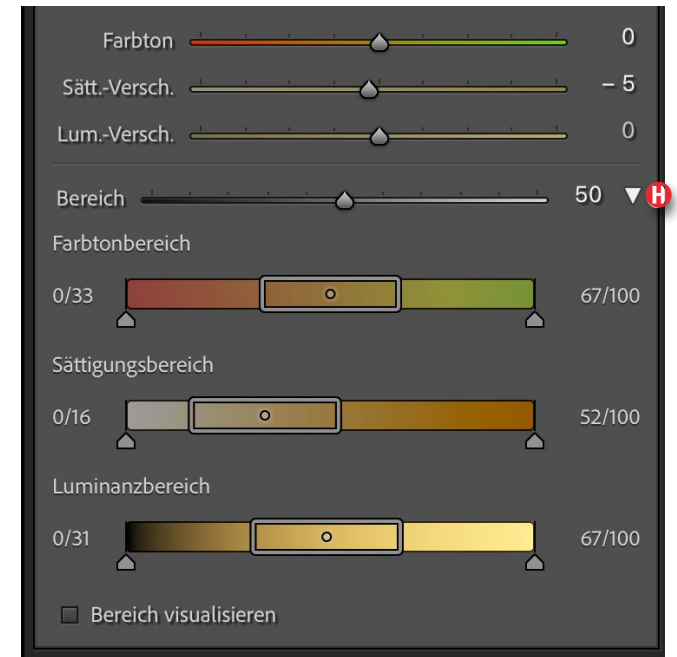 Farbton 0
Sätt.-Versch. – 5
Lum.-Versch. 0
Bereich 50 ▼ H
Farbtonbereich
0/33 67/100
Sättigungsbereich
0/16 52/100
Luminanzbereich
0/31 67/100
Bereich visualisieren